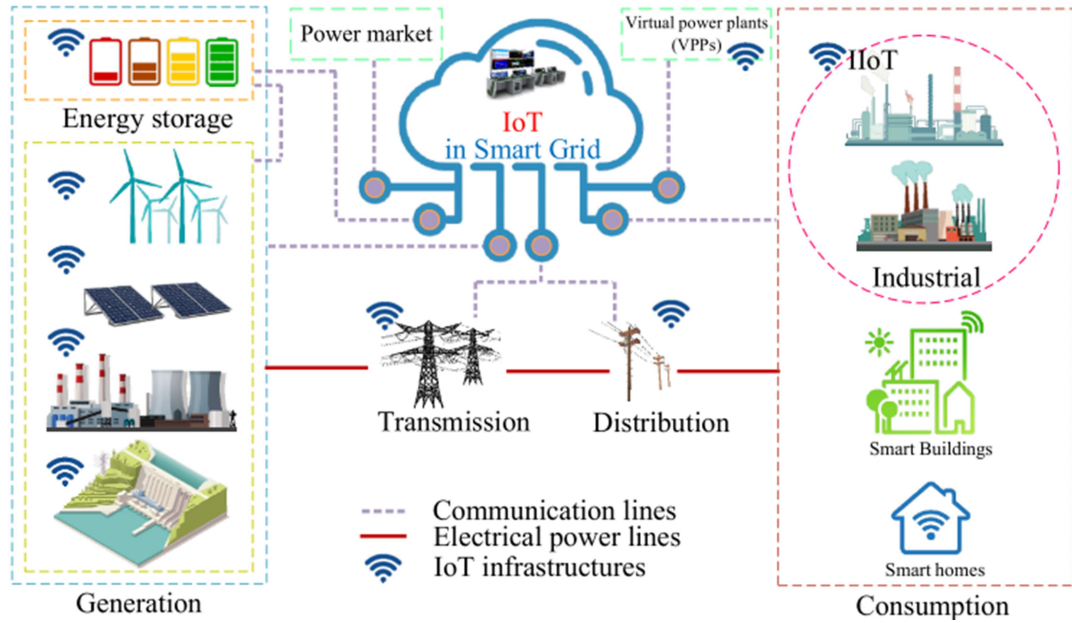 Power market
Virtual power plants
(VPPs)
IIoT
Energy storage
IoT
in Smart Grid
Industrial
Transmission
Distribution
Smart Buildings
Communication lines
Electrical power lines
IoT infrastructures
Smart homes
Generation
Consumption